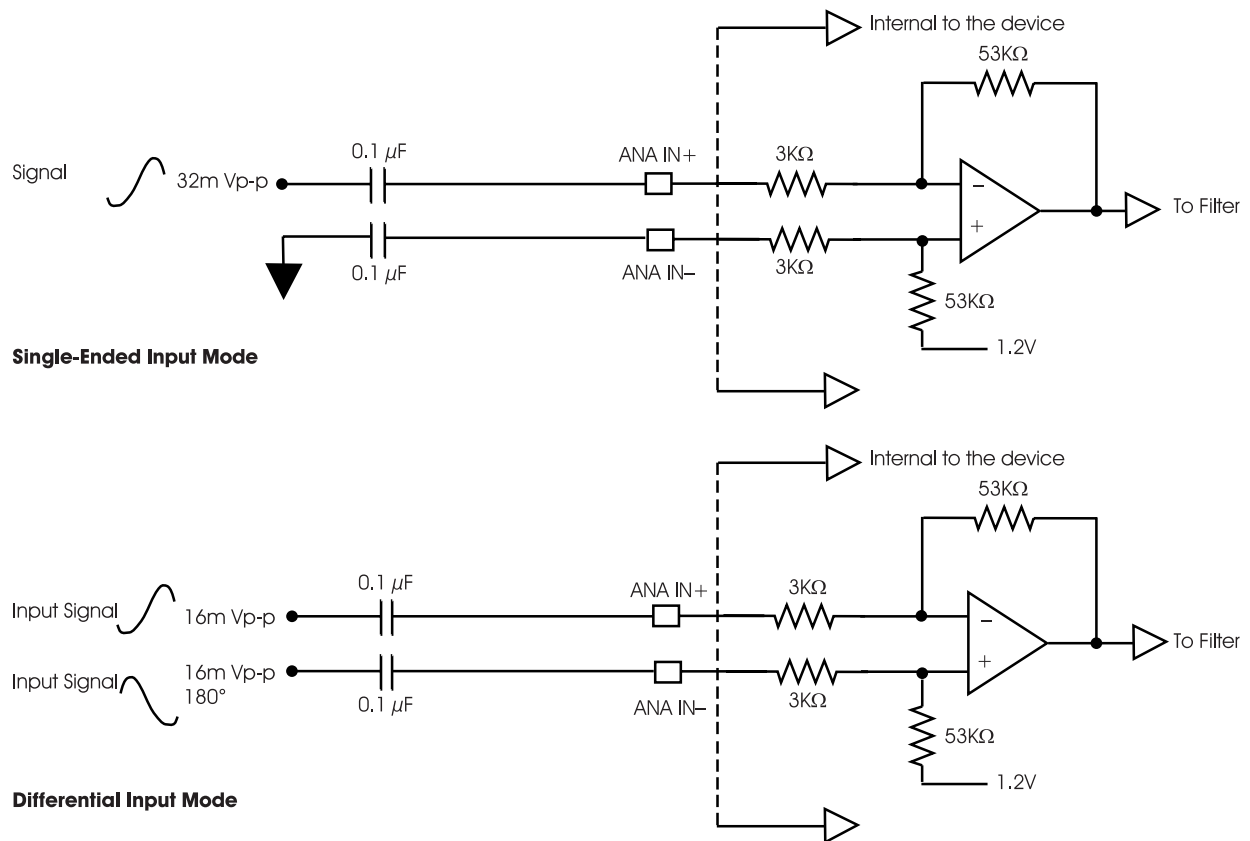 Internal to the device
53KΩ
Signal
32m Vp-p
0.1 µF
ANA IN+
3KΩ
−
+
To Filter
0.1 µF
ANA IN–
3KΩ
53KΩ
1.2V
Single-Ended Input Mode
Internal to the device
53KΩ
Input Signal
16m Vp-p
0.1 µF
ANA IN+
3KΩ
−
+
To Filter
Input Signal
16m Vp-p
180°
0.1 µF
ANA IN–
3KΩ
53KΩ
1.2V
Differential Input Mode